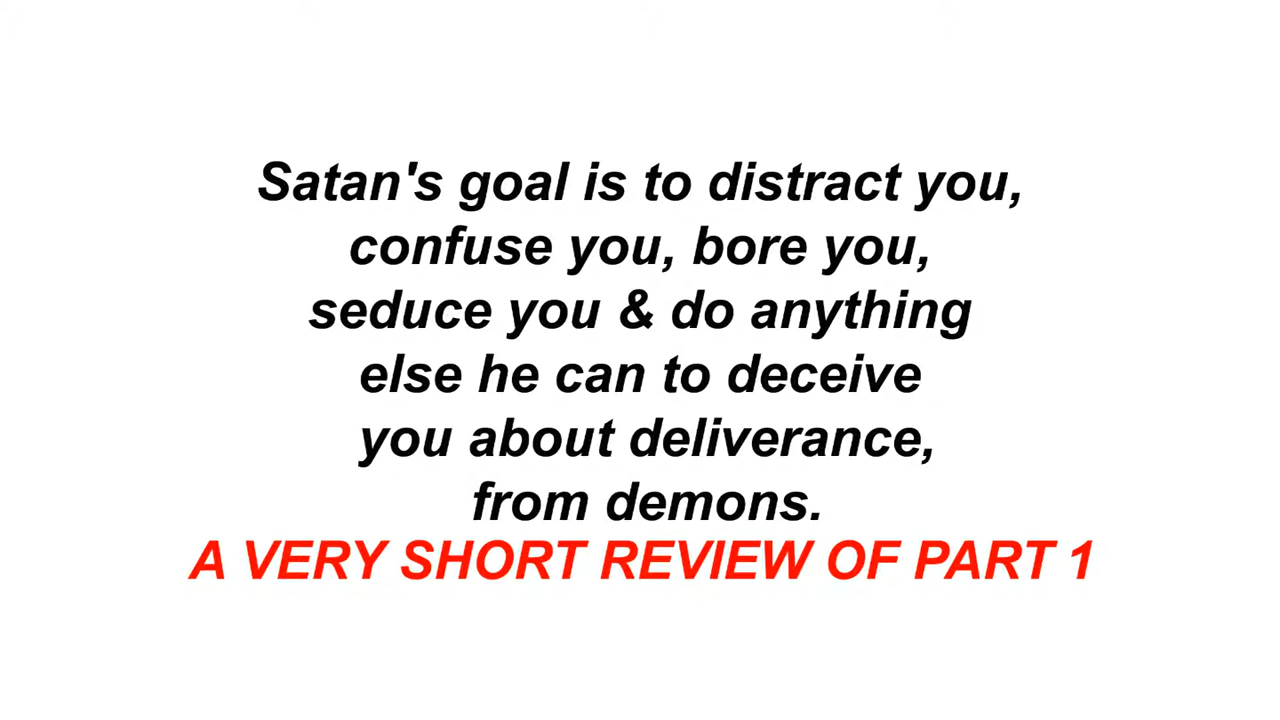 Satan's goal is to distract you,
confuse you, bore you,
seduce you & do anything
else he can to deceive
you about deliverance,
from demons.
A VERY SHORT REVIEW OF PART 1